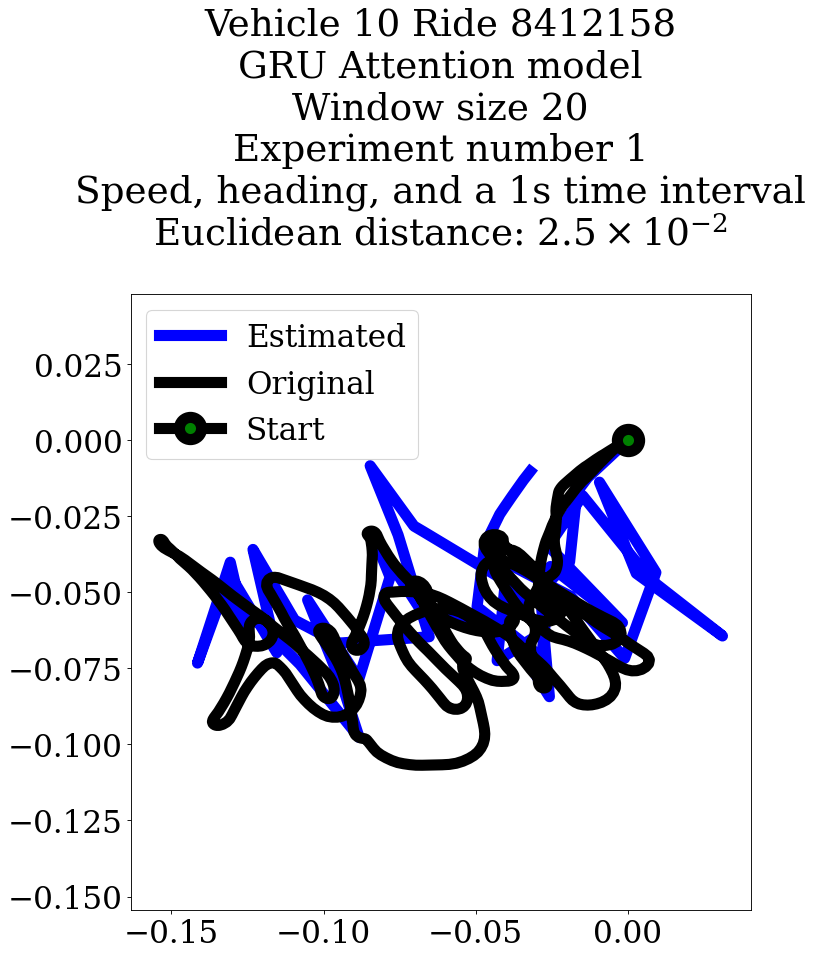 Vehicle 10 Ride 8412158
GRU Attention model
Window size 20
Experiment number 1
Speed, heading, and a 1s time interval
Euclidean distance: 2.5 × 10⁻²
Estimated
Original
Start
0.025
0.000
−0.025
−0.050
−0.075
−0.100
−0.125
−0.150
−0.15 −0.10 −0.05 0.00